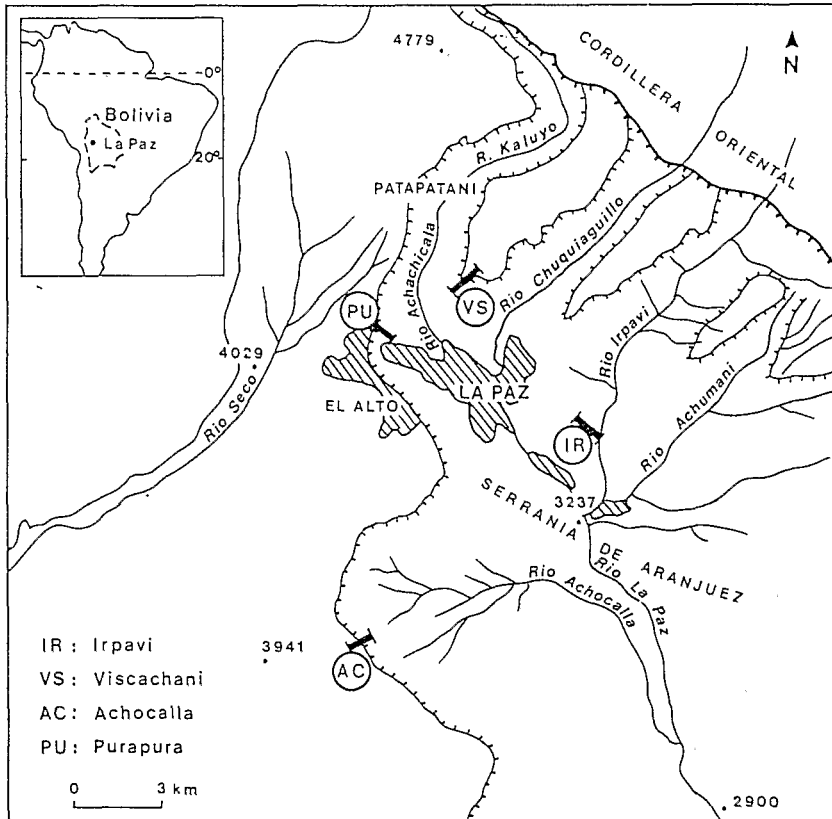 4779
CORDILLERA
N
0°
Bolivia
La Paz
20°
ORIENTAL
R. Kaluyo
PATAPATANI
Rio Chuquiaguillo
Rio Achachicala
VS
PU
Rio Irpavi
4029
Rio Seco
EL ALTO
LA PAZ
Rio Achumani
IR
3237
SERRANIA
DE ARANJUEZ
Rio La Paz
Rio Achocalla
IR: Irpavi
3941
VS: Viscachani
AC
AC: Achocalla
PU: Purapura
0 3 km
2900